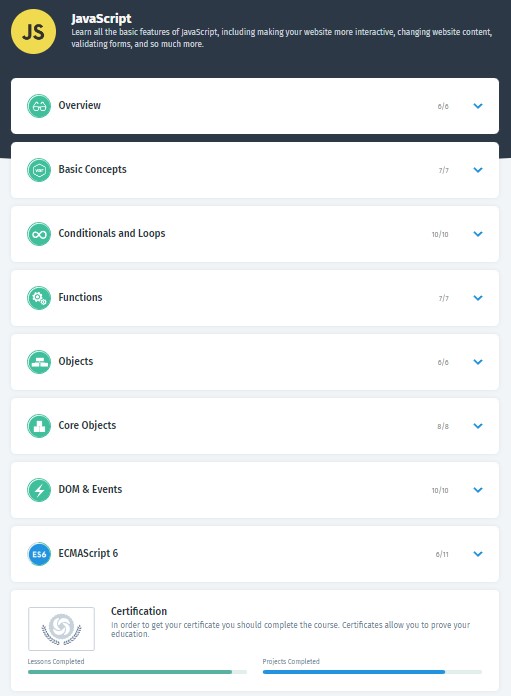 JS
JavaScript
Learn all the basic features of JavaScript, including making your website more interactive, changing website content,
validating forms, and so much more.
Overview
6/6
Basic Concepts
7/7
Conditionals and Loops
10/10
Functions
7/7
Objects
6/6
Core Objects
8/8
DOM & Events
10/10
ES6
ECMAScript 6
6/11
Certification
In order to get your certificate you should complete the course. Certificates allow you to prove your
education.
Lessons Completed
Projects Completed